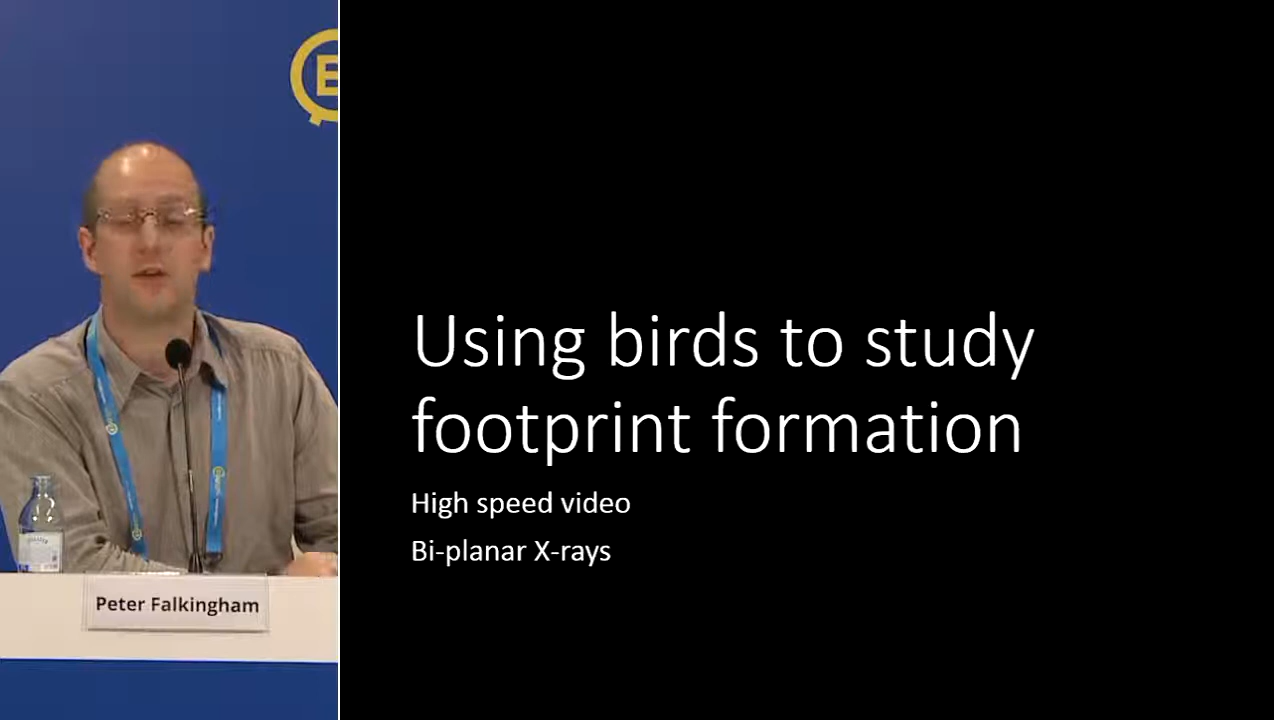 E
Peter Falkingham
Using birds to study
footprint formation
High speed video
Bi-planar X-rays